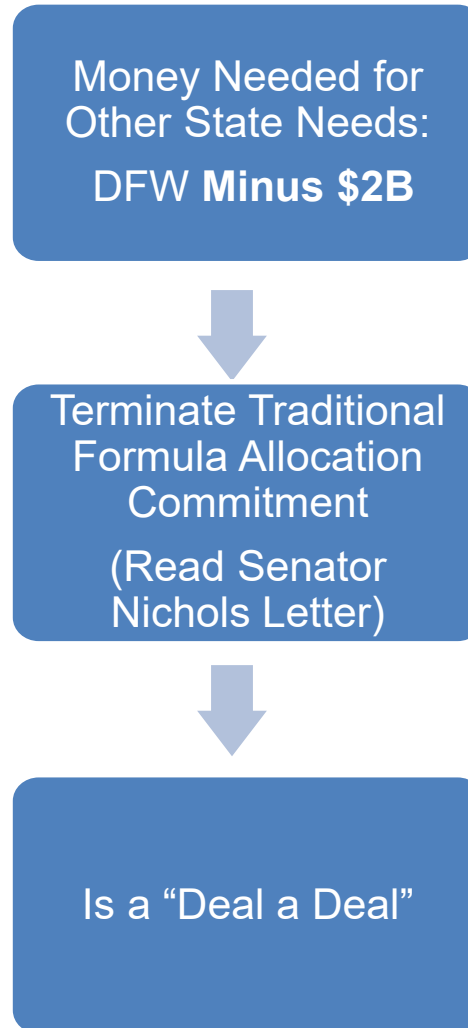 Money Needed for
Other State Needs:
DFW Minus $2B
Terminate Traditional
Formula Allocation
Commitment
(Read Senator
Nichols Letter)
Is a “Deal a Deal”